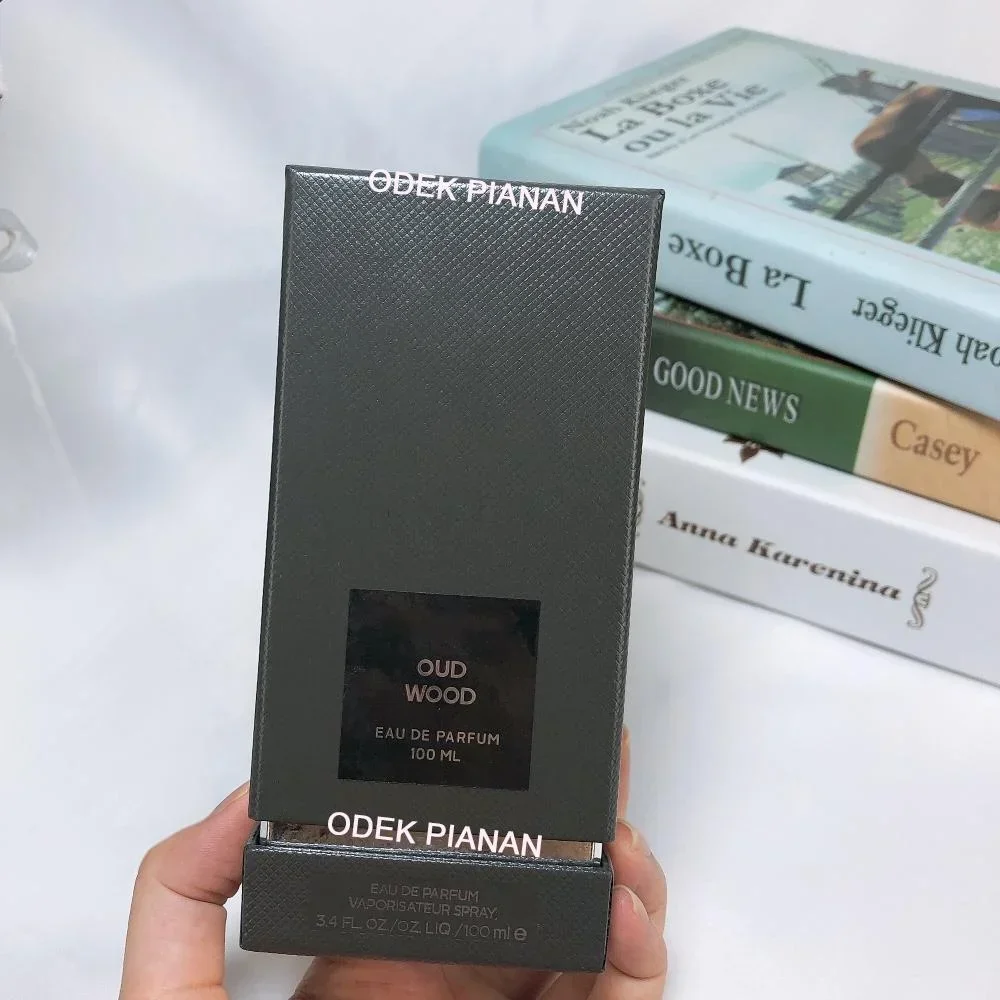 ODEK PIANAN
OUD
WOOD
EAU DE PARFUM
100 ML
ODEK PIANAN
EAU DE PARFUM
VAPORISATEUR SPRAY
3.4 FL. OZ./OZ. LIQ./100 ml e
Noah Klieger
La Boxe
ou la Vie
La Boxe
Noah Klieger
GOOD NEWS
Casey
Anna Karenina